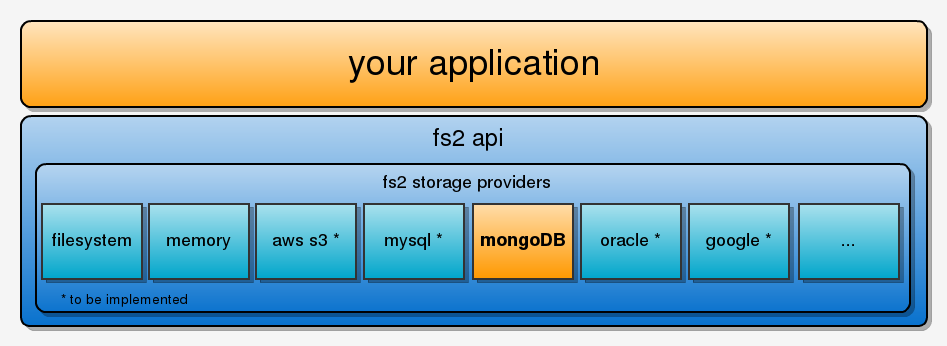 your application
fs2 api
fs2 storage providers
filesystem memory aws s3 * mysql * mongoDB oracle * google * ...
* to be implemented